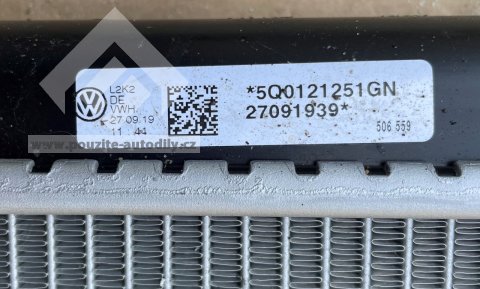 L2K2
DE
VWH
27 09.19
11 44
*5Q0121251GN
27091939*
506 559
www.pouzite-autodily.cz